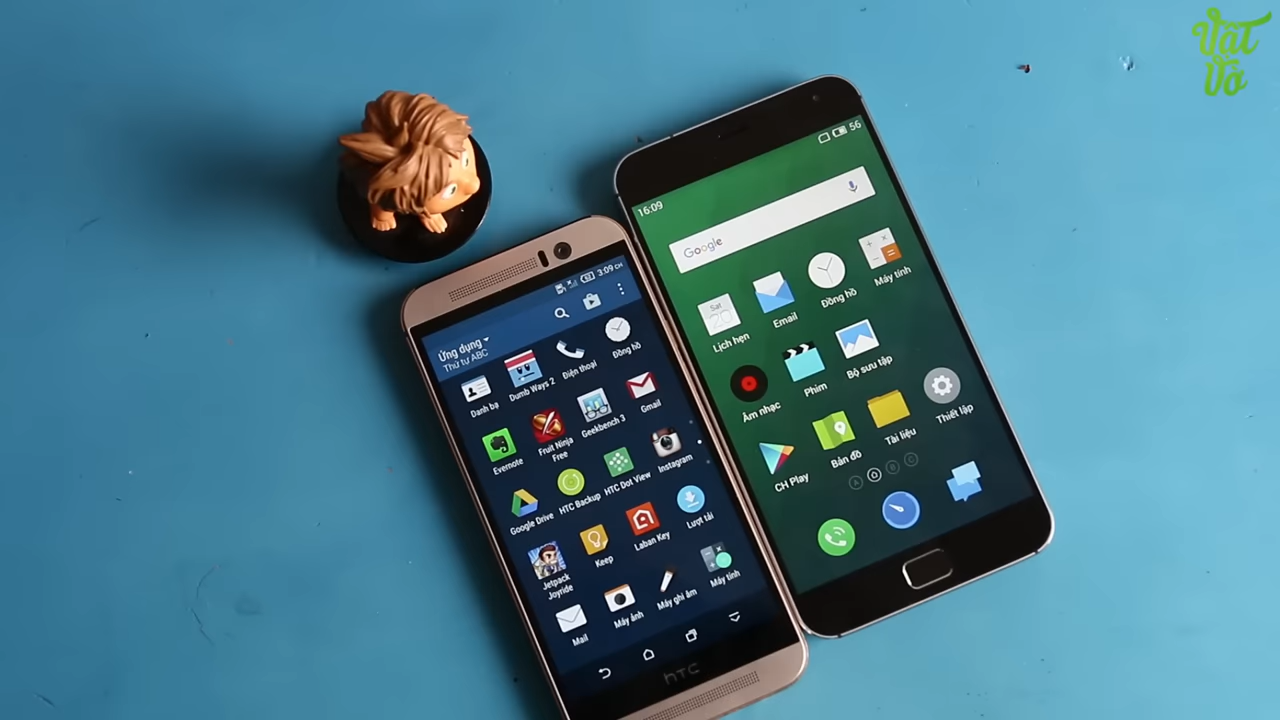 Vật
Vờ
3:09 CH
Ứng dụng
Thứ tự ABC
Danh bạ
Dumb Ways 2
Điện thoại
Đồng hồ
Evernote
Fruit Ninja
Free
Geekbench 3
Gmail
Google Drive
HTC Backup
HTC Dot View
Instagram
Jetpack
Joyride
Keep
Laban Key
Lượt tải
Mail
Máy ảnh
Máy ghi âm
Máy tính
hTC
16:09
56
Google
Sat
20
Lịch hẹn
Email
Đồng hồ
Máy tính
Âm nhạc
Phim
Bộ sưu tập
CH Play
Bản đồ
Tài liệu
Thiết lập
A
B
C